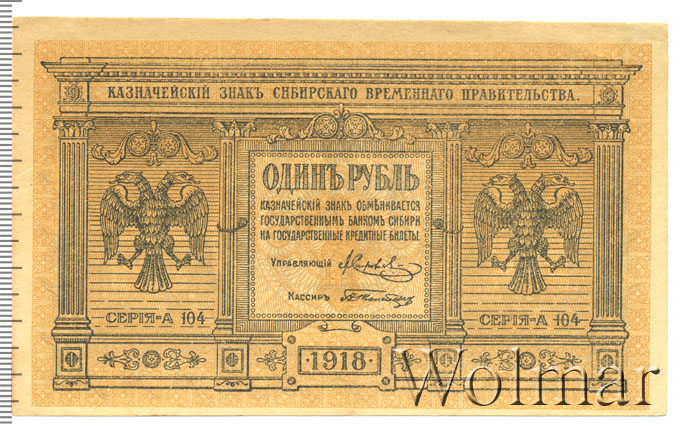 КАЗНАЧЕЙСКІЙ ЗНАКЪ СИБИРСКАГО ВРЕМЕННАГО ПРАВИТЕЛЬСТВА.
ОДИНЪ РУБЛЬ
КАЗНАЧЕЙСКІЙ ЗНАКЪ ОБМѢНИВАЕТСЯ
ГОСУДАРСТВЕННЫМЪ БАНКОМЪ СИБИРИ
НА ГОСУДАРСТВЕННЫЕ КРЕДИТНЫЕ БИЛЕТЫ.
УПРАВЛЯЮЩІЙ
КАССИРЪ
СЕРІЯ-А 104
СЕРІЯ-А 104
·1918·
Wolmar